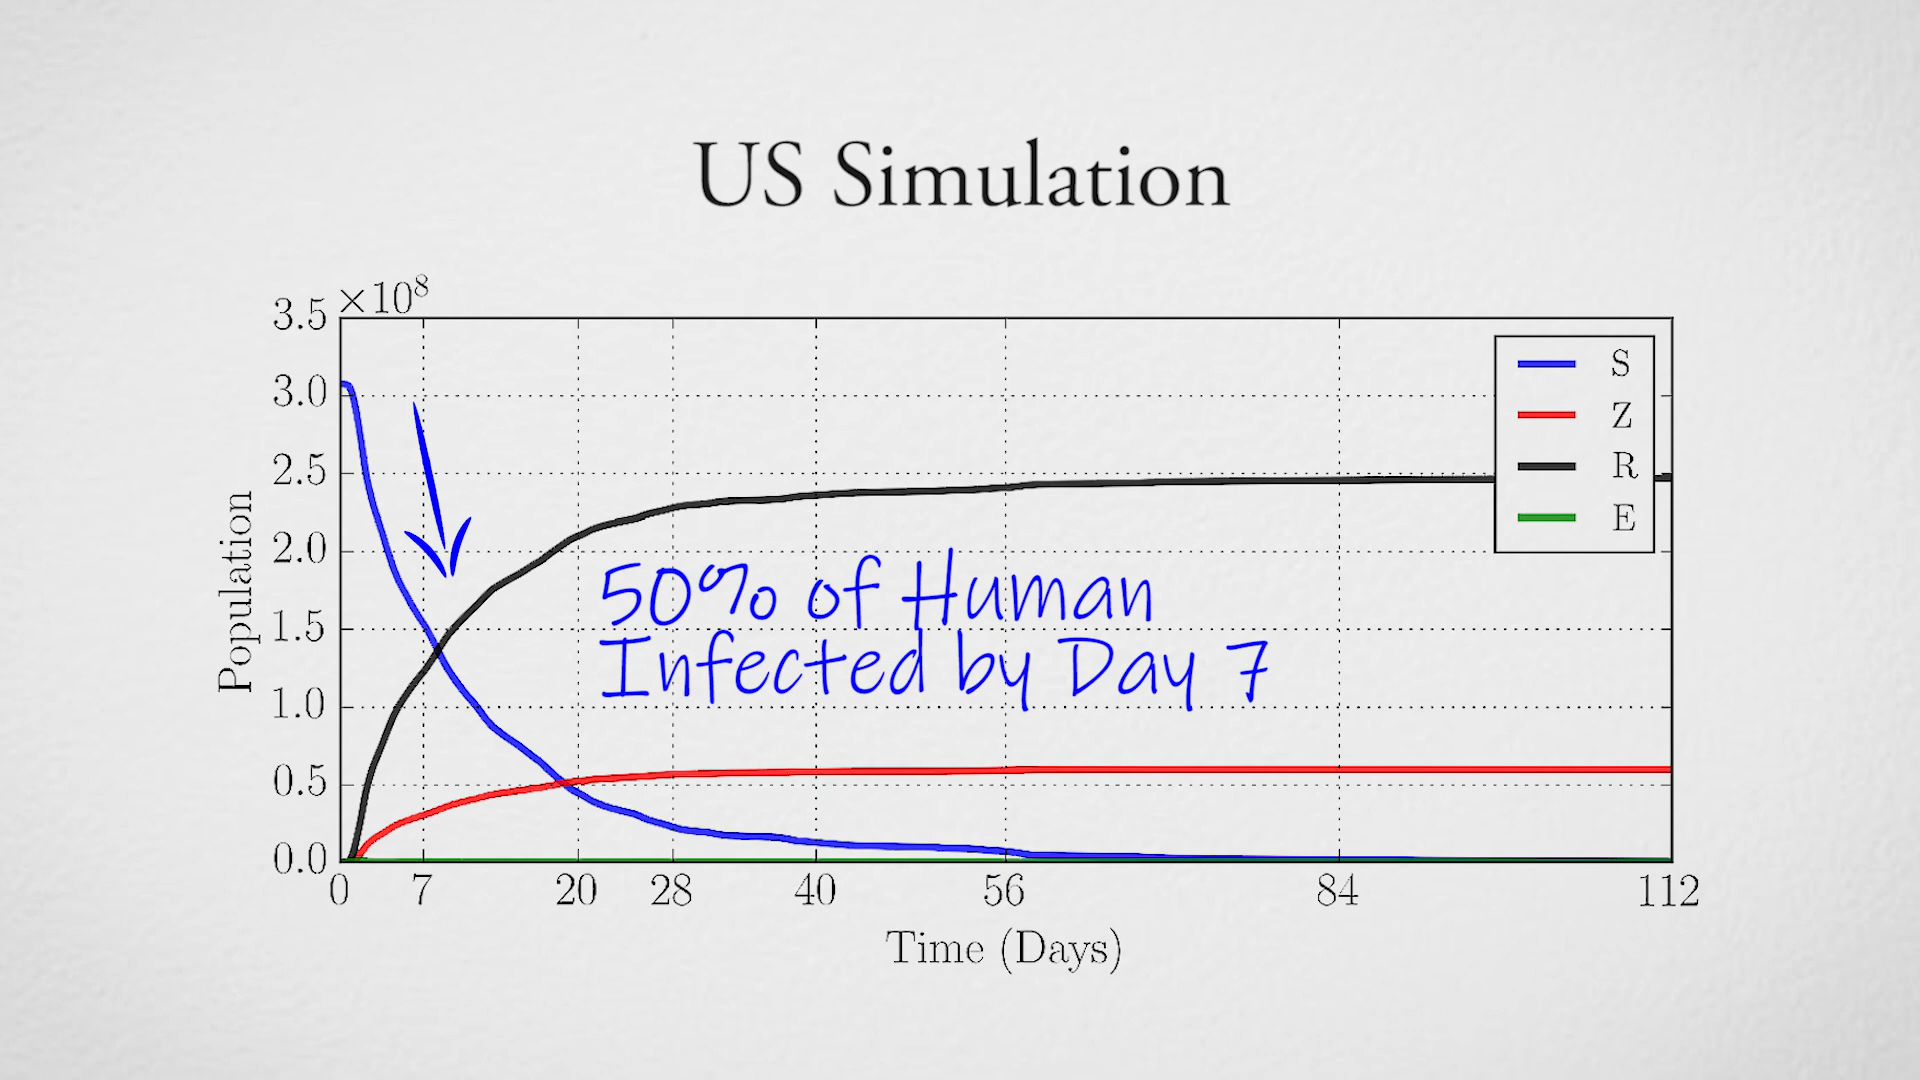 US Simulation
×10⁸
3.5
3.0
2.5
2.0
1.5
1.0
0.5
0.0
Population
0 7 20 28 40 56 84 112
Time (Days)
S
Z
R
E
50% of Human
Infected by Day 7